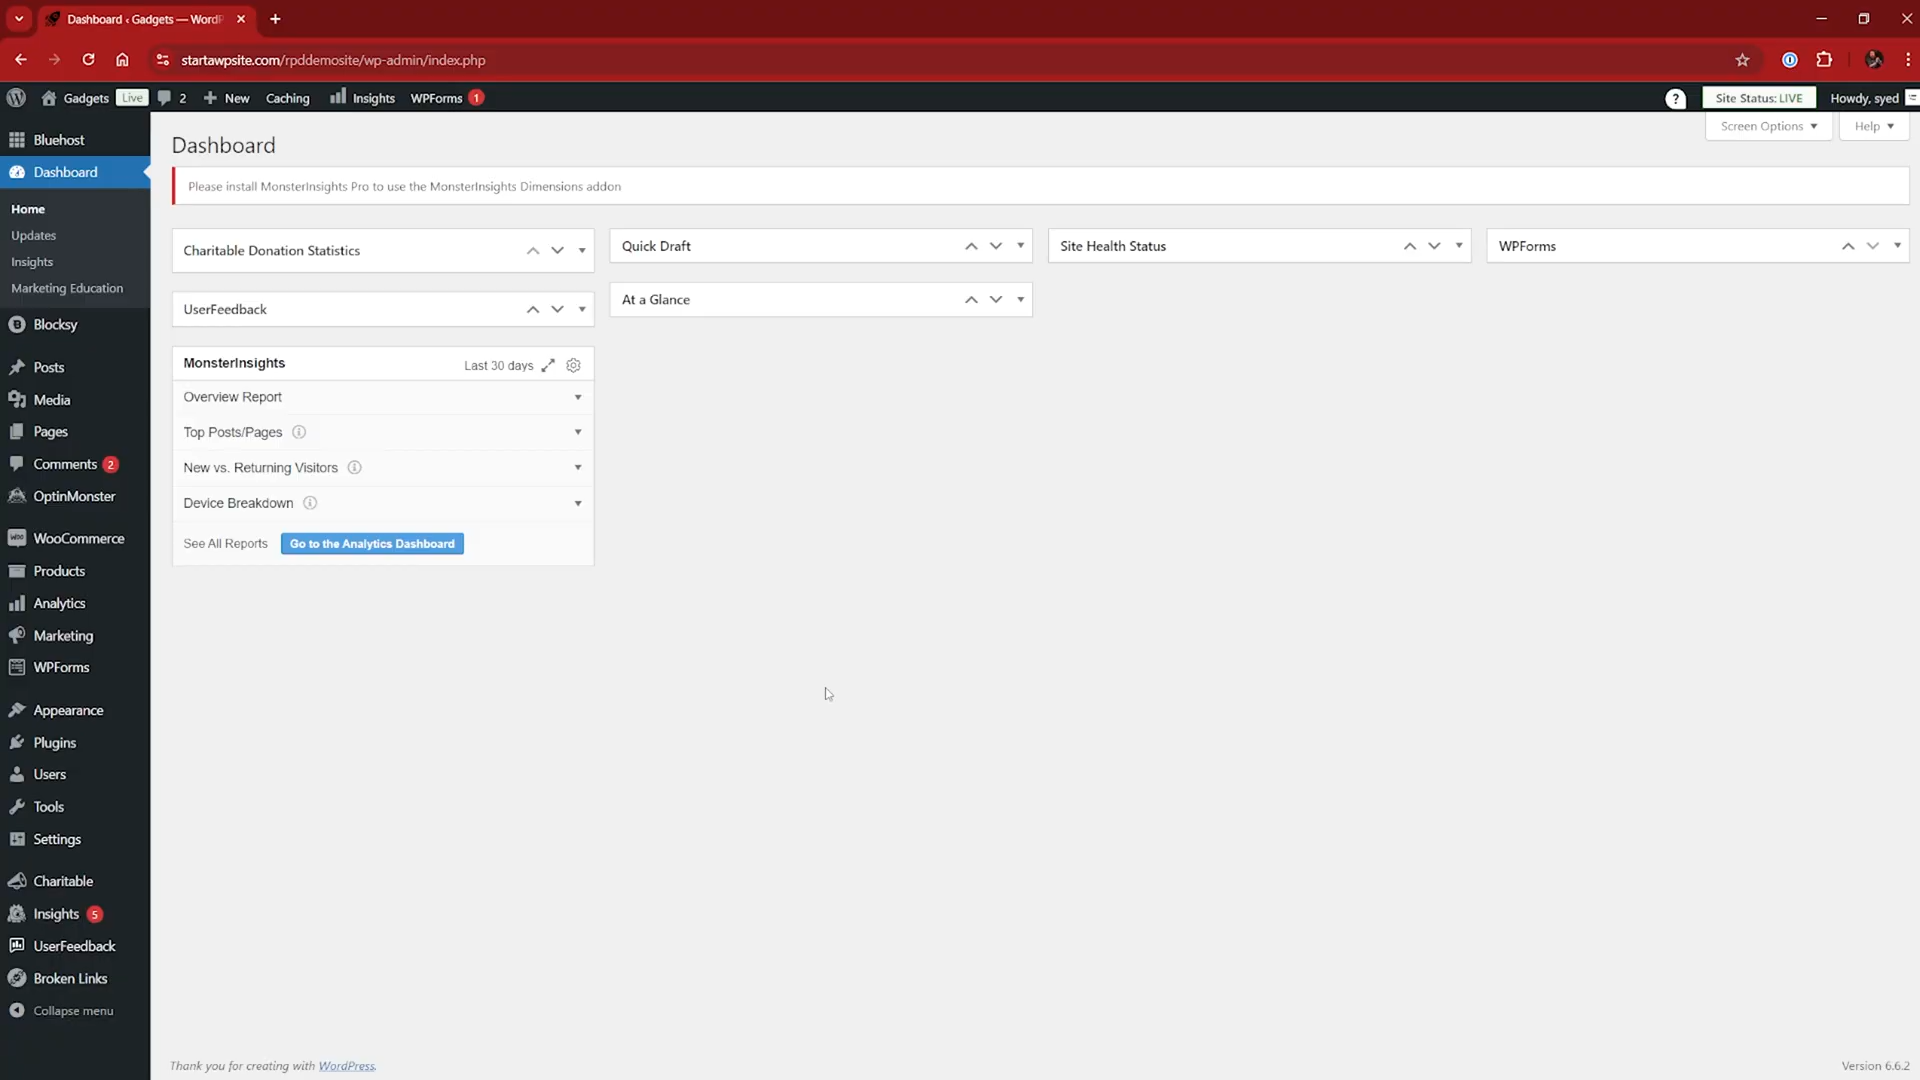 Dashboard ‹ Gadgets — WordP
startawpsite.com/rpddemosite/wp-admin/index.php
Gadgets Live 2 New Caching Insights WPForms 1 ? Site Status: LIVE Howdy, syed
Screen Options Help
Bluehost
Dashboard
Home
Updates
Insights
Marketing Education
Blocksy
Posts
Media
Pages
Comments 2
OptinMonster
WooCommerce
Products
Analytics
Marketing
WPForms
Appearance
Plugins
Users
Tools
Settings
Charitable
Insights 5
UserFeedback
Broken Links
Collapse menu
Dashboard
Please install MonsterInsights Pro to use the MonsterInsights Dimensions addon
Charitable Donation Statistics
UserFeedback
MonsterInsights Last 30 days
Overview Report
Top Posts/Pages
New vs. Returning Visitors
Device Breakdown
See All Reports Go to the Analytics Dashboard
Quick Draft
At a Glance
Site Health Status
WPForms
Thank you for creating with WordPress.
Version 6.6.2